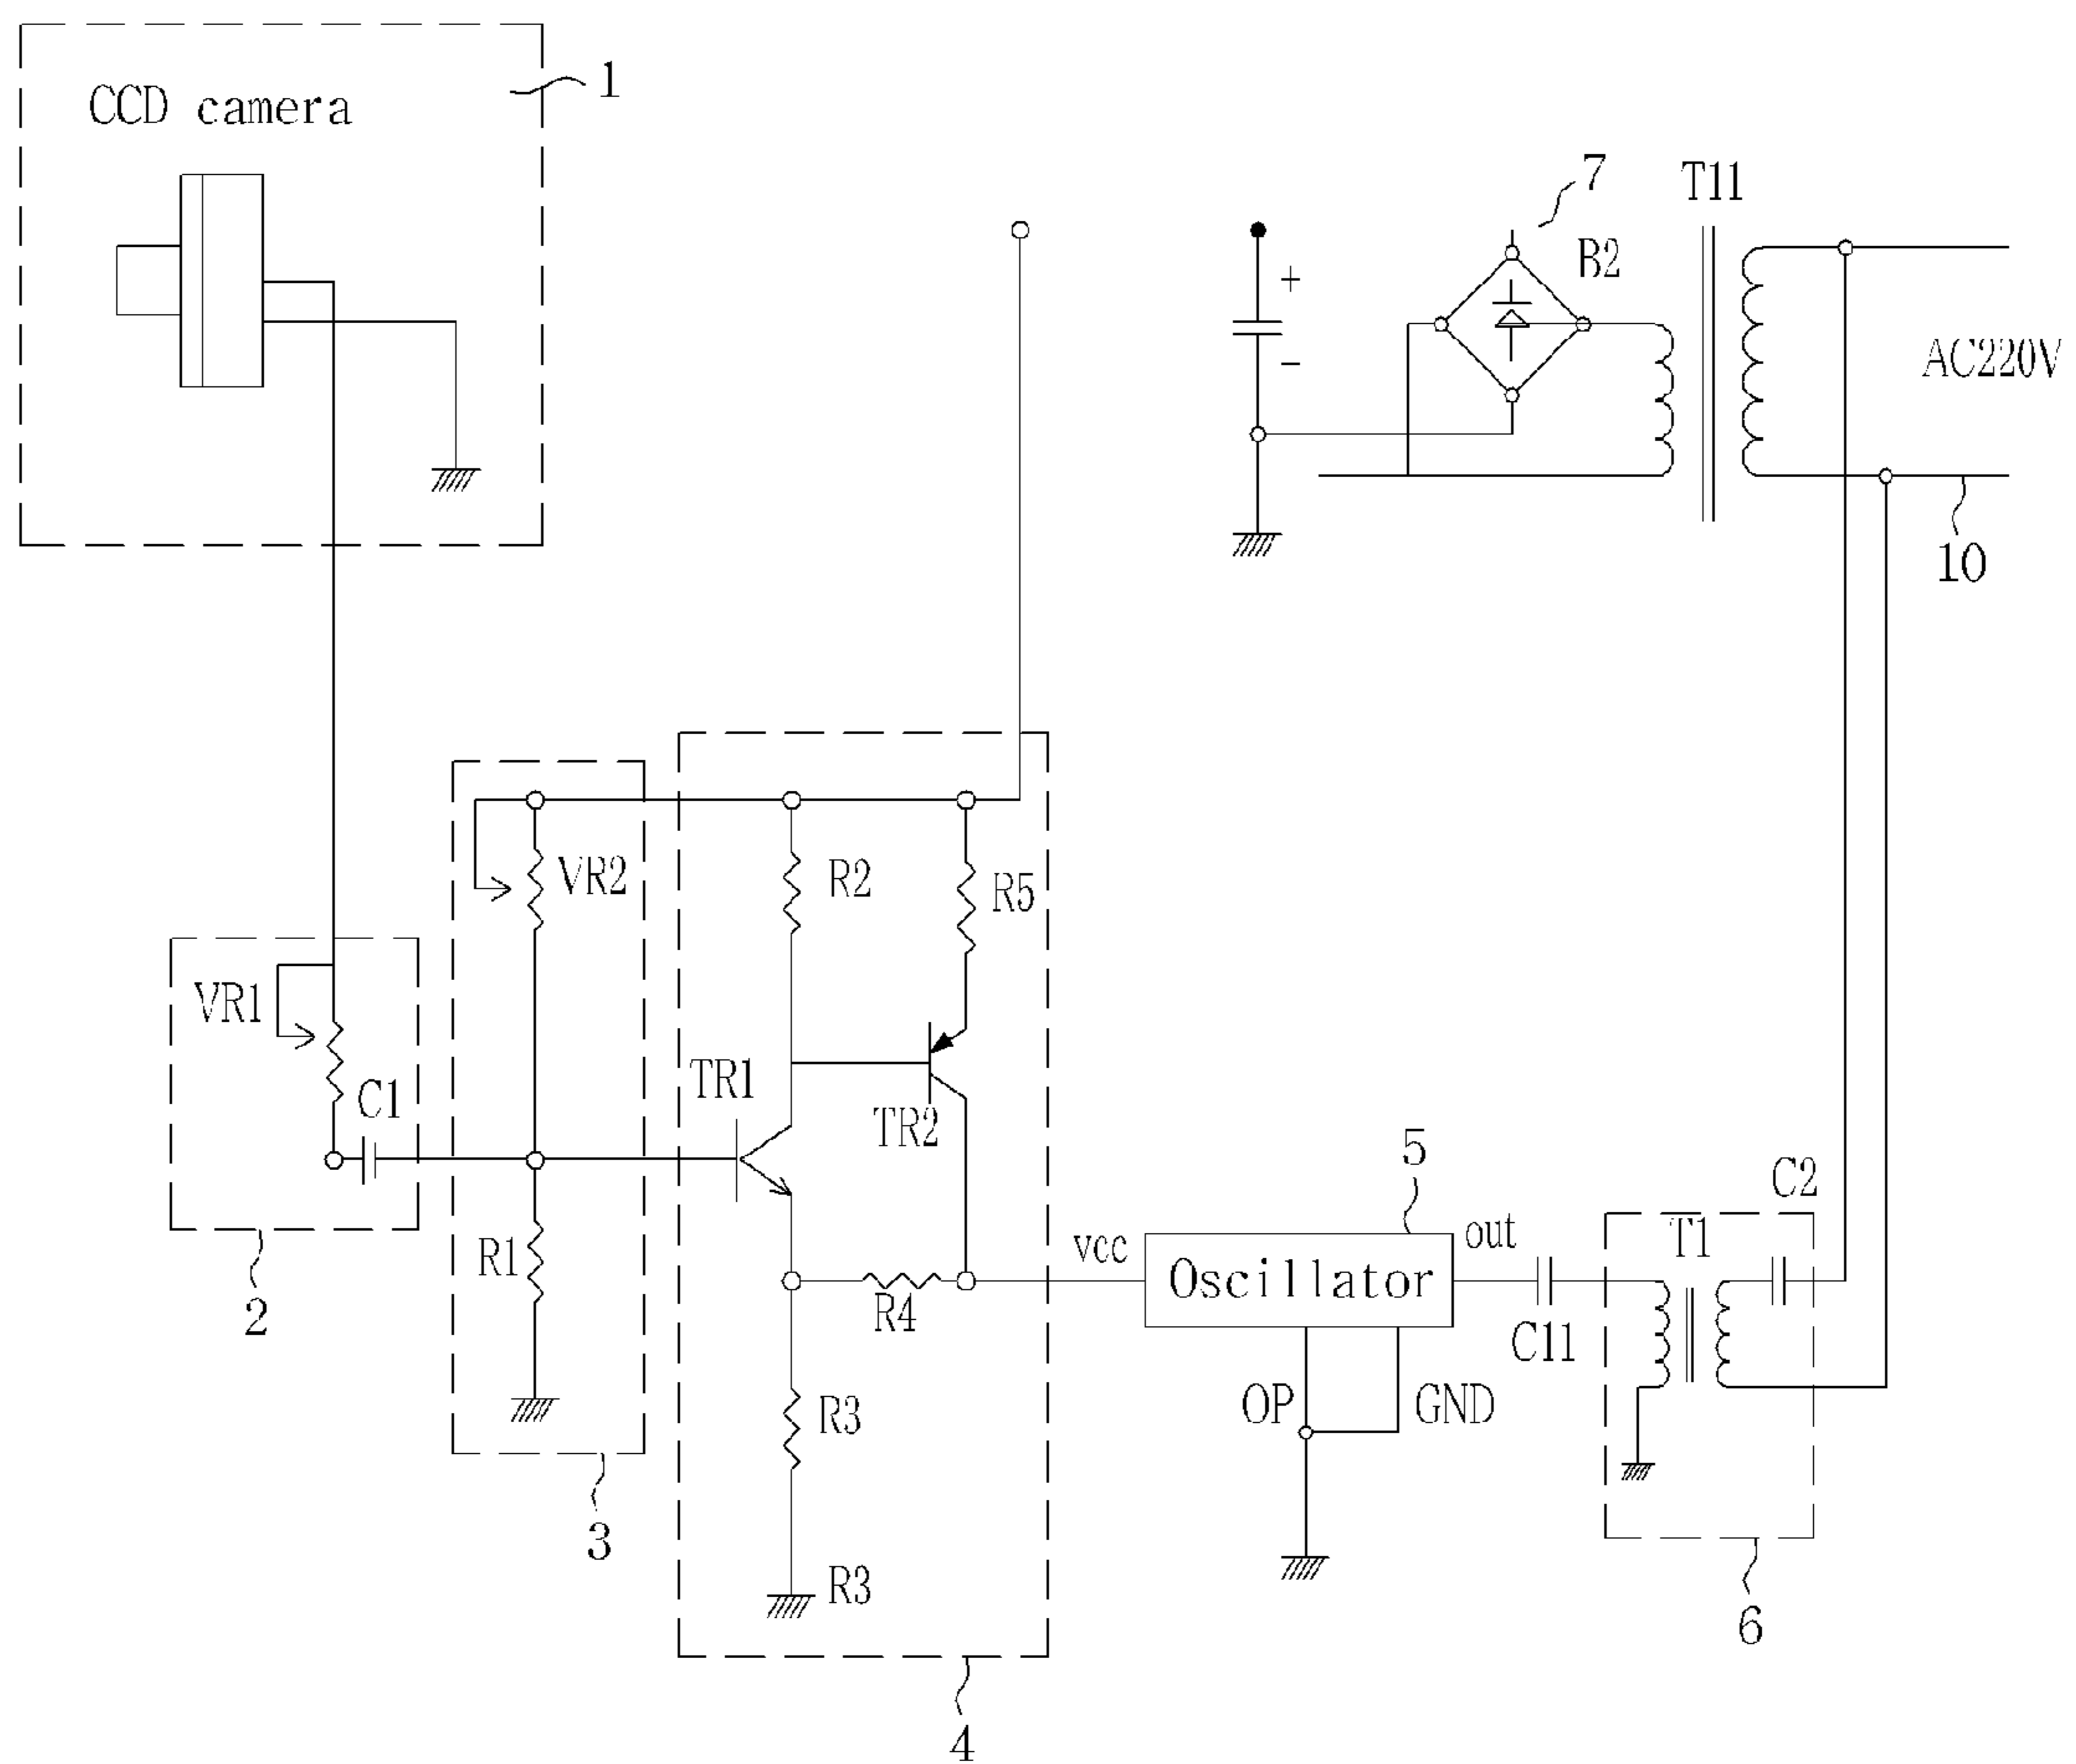 1
CCD camera
7
T11
B2
+
-
AC220V
10
VR2
R2
R5
VR1
C1
TR1
TR2
5
C2
R1
vcc
Oscillator
out
T1
2
R4
C11
OP
GND
R3
3
R3
6
4